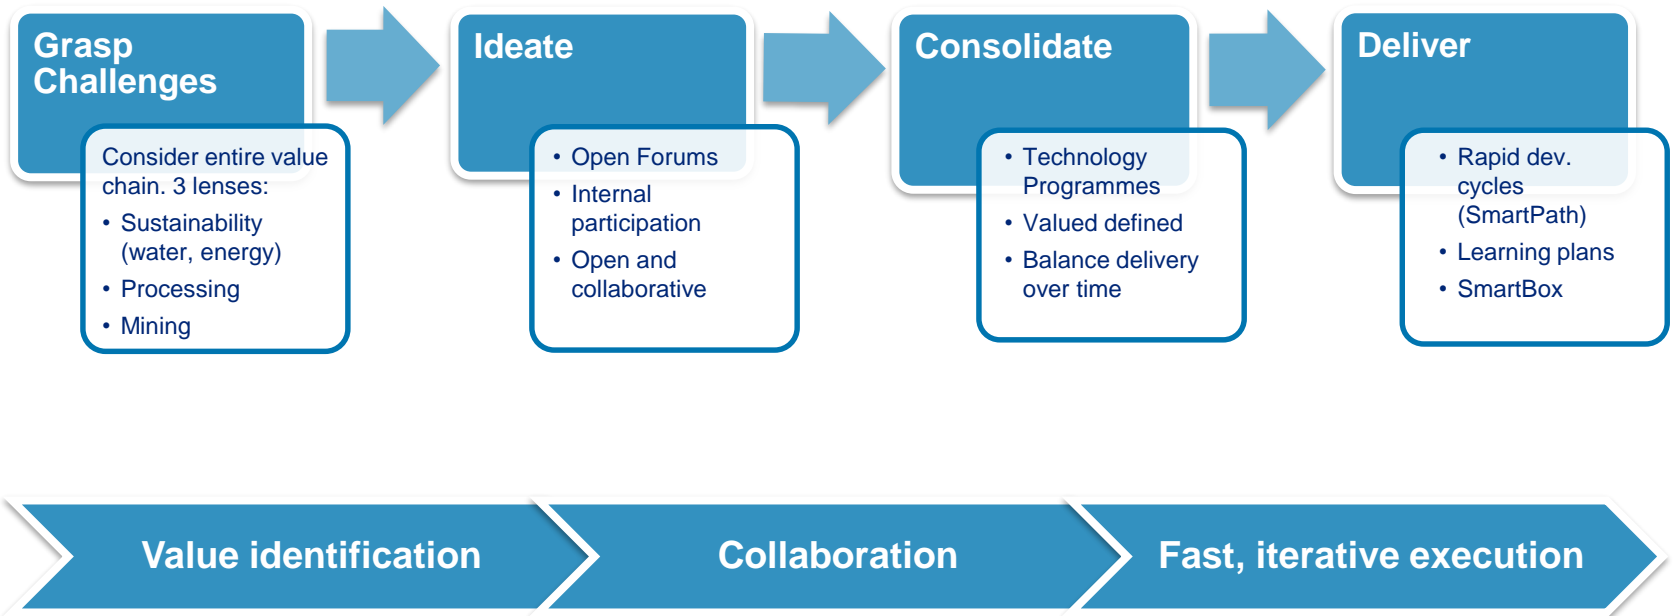 Grasp
Challenges
Consider entire value
chain. 3 lenses:
• Sustainability
(water, energy)
• Processing
• Mining
Ideate
• Open Forums
• Internal
participation
• Open and
collaborative
Consolidate
• Technology
Programmes
• Valued defined
• Balance delivery
over time
Deliver
• Rapid dev.
cycles
(SmartPath)
• Learning plans
• SmartBox
Value identification
Collaboration
Fast, iterative execution